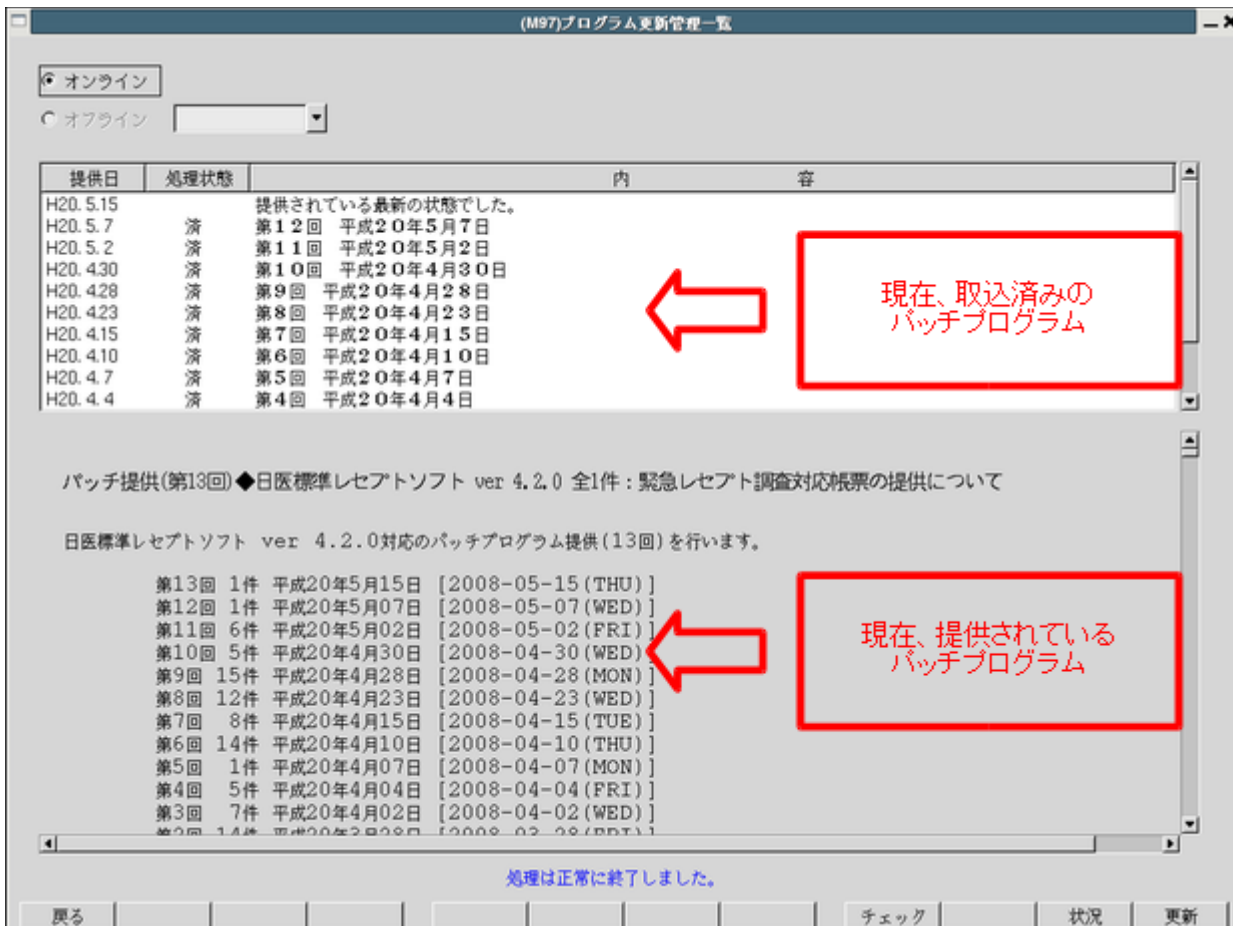 (M97)プログラム更新管理一覧
オンライン
オフライン
提供日 処理状態 内 容
H20. 5.15 提供されている最新の状態でした。
H20. 5. 7 済 第12回 平成20年5月7日
H20. 5. 2 済 第11回 平成20年5月2日
H20. 4.30 済 第10回 平成20年4月30日
H20. 4.28 済 第9回 平成20年4月28日
H20. 4.23 済 第8回 平成20年4月23日
H20. 4.15 済 第7回 平成20年4月15日
H20. 4.10 済 第6回 平成20年4月10日
H20. 4. 7 済 第5回 平成20年4月7日
H20. 4. 4 済 第4回 平成20年4月4日
現在、取込済みの
パッチプログラム
パッチ提供(第13回)◆日医標準レセプトソフト ver 4.2.0 全1件：緊急レセプト調査対応帳票の提供について
日医標準レセプトソフト ver 4.2.0対応のパッチプログラム提供(13回)を行います。
第13回 1件 平成20年5月15日 [2008-05-15(THU)]
第12回 1件 平成20年5月07日 [2008-05-07(WED)]
第11回 6件 平成20年5月02日 [2008-05-02(FRI)]
第10回 5件 平成20年4月30日 [2008-04-30(WED)]
第9回 15件 平成20年4月28日 [2008-04-28(MON)]
第8回 12件 平成20年4月23日 [2008-04-23(WED)]
第7回 8件 平成20年4月15日 [2008-04-15(TUE)]
第6回 14件 平成20年4月10日 [2008-04-10(THU)]
第5回 1件 平成20年4月07日 [2008-04-07(MON)]
第4回 5件 平成20年4月04日 [2008-04-04(FRI)]
第3回 7件 平成20年4月02日 [2008-04-02(WED)]
第2回 14件 平成20年3月28日 [2008-03-28(FRI)]
現在、提供されている
パッチプログラム
処理は正常に終了しました。
戻る チェック 状況 更新